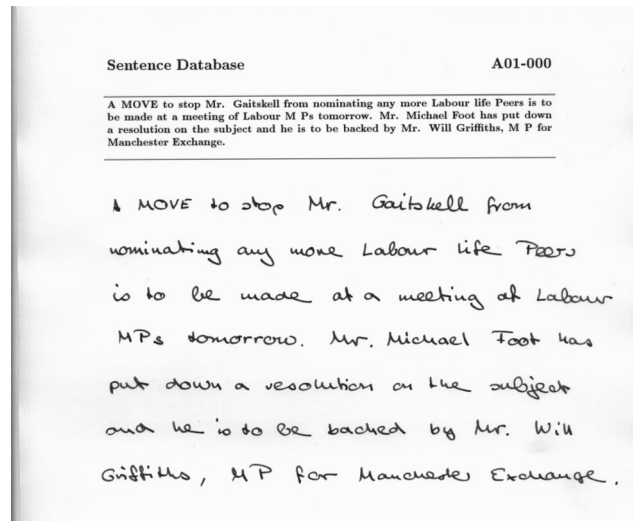 Sentence Database A01-000
A MOVE to stop Mr. Gaitskell from nominating any more Labour life Peers is to
be made at a meeting of Labour M Ps tomorrow. Mr. Michael Foot has put down
a resolution on the subject and he is to be backed by Mr. Will Griffiths, M P for
Manchester Exchange.
A MOVE to stop Mr. Gaitskell from
nominating any more Labour life Peers
is to be made at a meeting of Labour
MPs tomorrow. Mr. Michael Foot has
put down a resolution on the subject
and he is to be backed by Mr. Will
Griffiths, MP for Manchester Exchange.